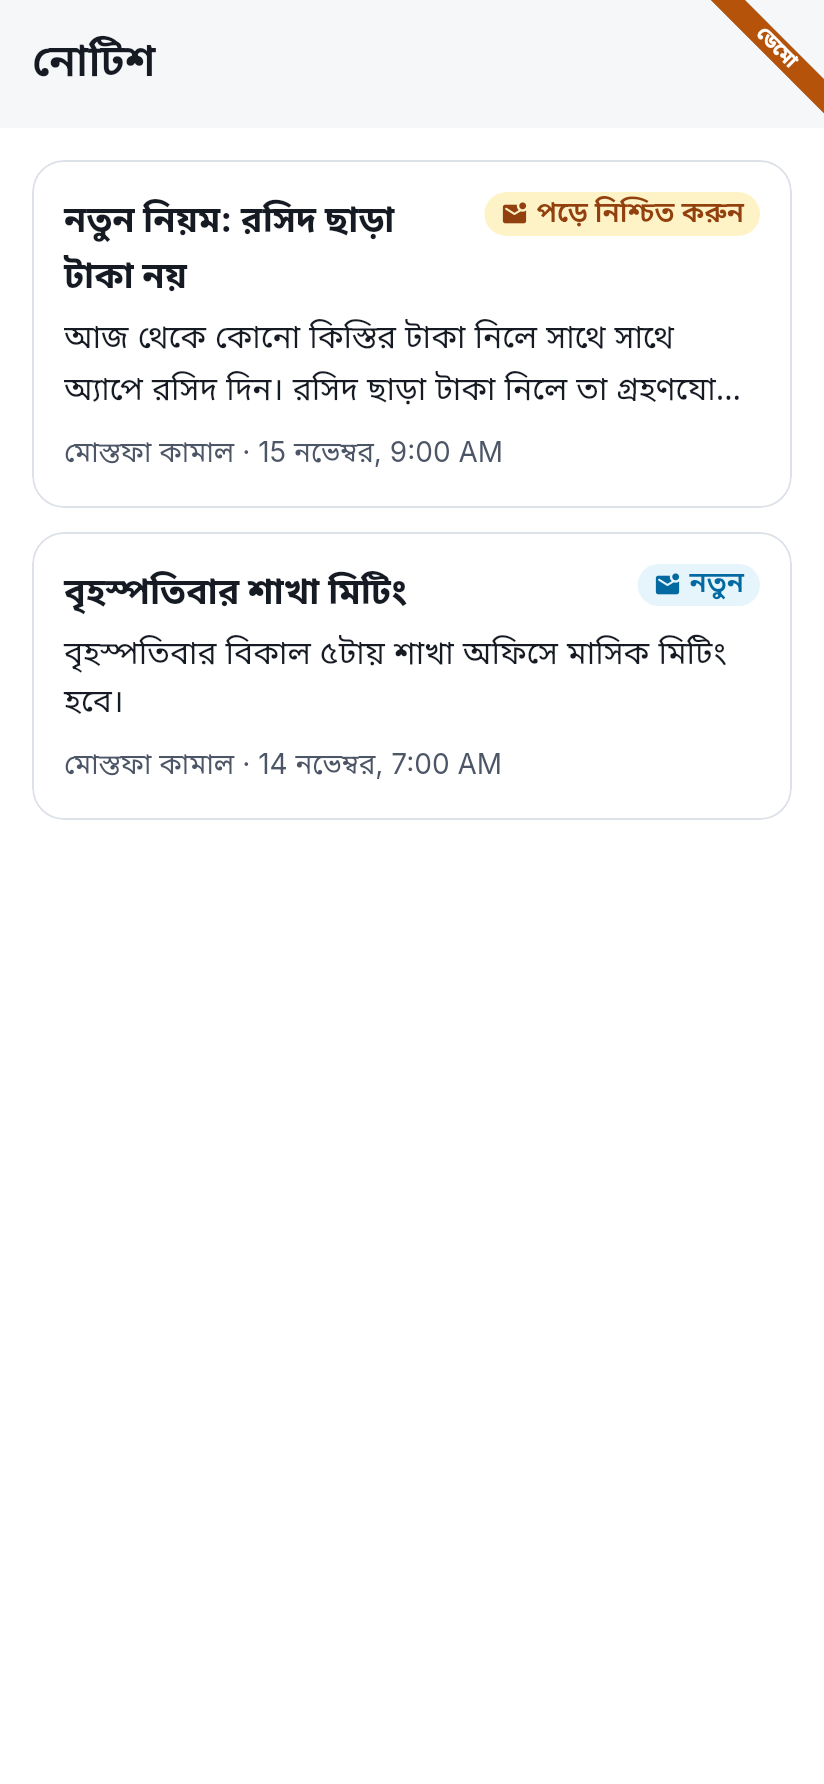 নোটিশ
ডেমো
নতুন নিয়ম: রসিদ ছাড়া
টাকা নয়
পড়ে নিশ্চিত করুন
আজ থেকে কোনো কিস্তির টাকা নিলে সাথে সাথে
অ্যাপে রসিদ দিন। রসিদ ছাড়া টাকা নিলে তা গ্রহণযো...
মোস্তফা কামাল · 15 নভেম্বর, 9:00 AM
বৃহস্পতিবার শাখা মিটিং
নতুন
বৃহস্পতিবার বিকাল ৫টায় শাখা অফিসে মাসিক মিটিং
হবে।
মোস্তফা কামাল · 14 নভেম্বর, 7:00 AM